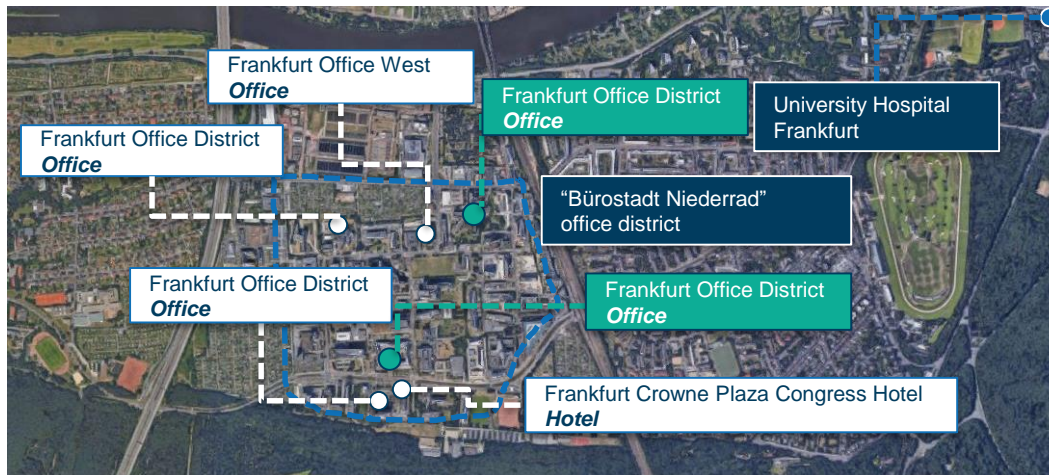 Frankfurt Office West
Office
Frankfurt Office District
Office
University Hospital
Frankfurt
Frankfurt Office District
Office
“Bürostadt Niederrad”
office district
Frankfurt Office District
Office
Frankfurt Office District
Office
Frankfurt Crowne Plaza Congress Hotel
Hotel